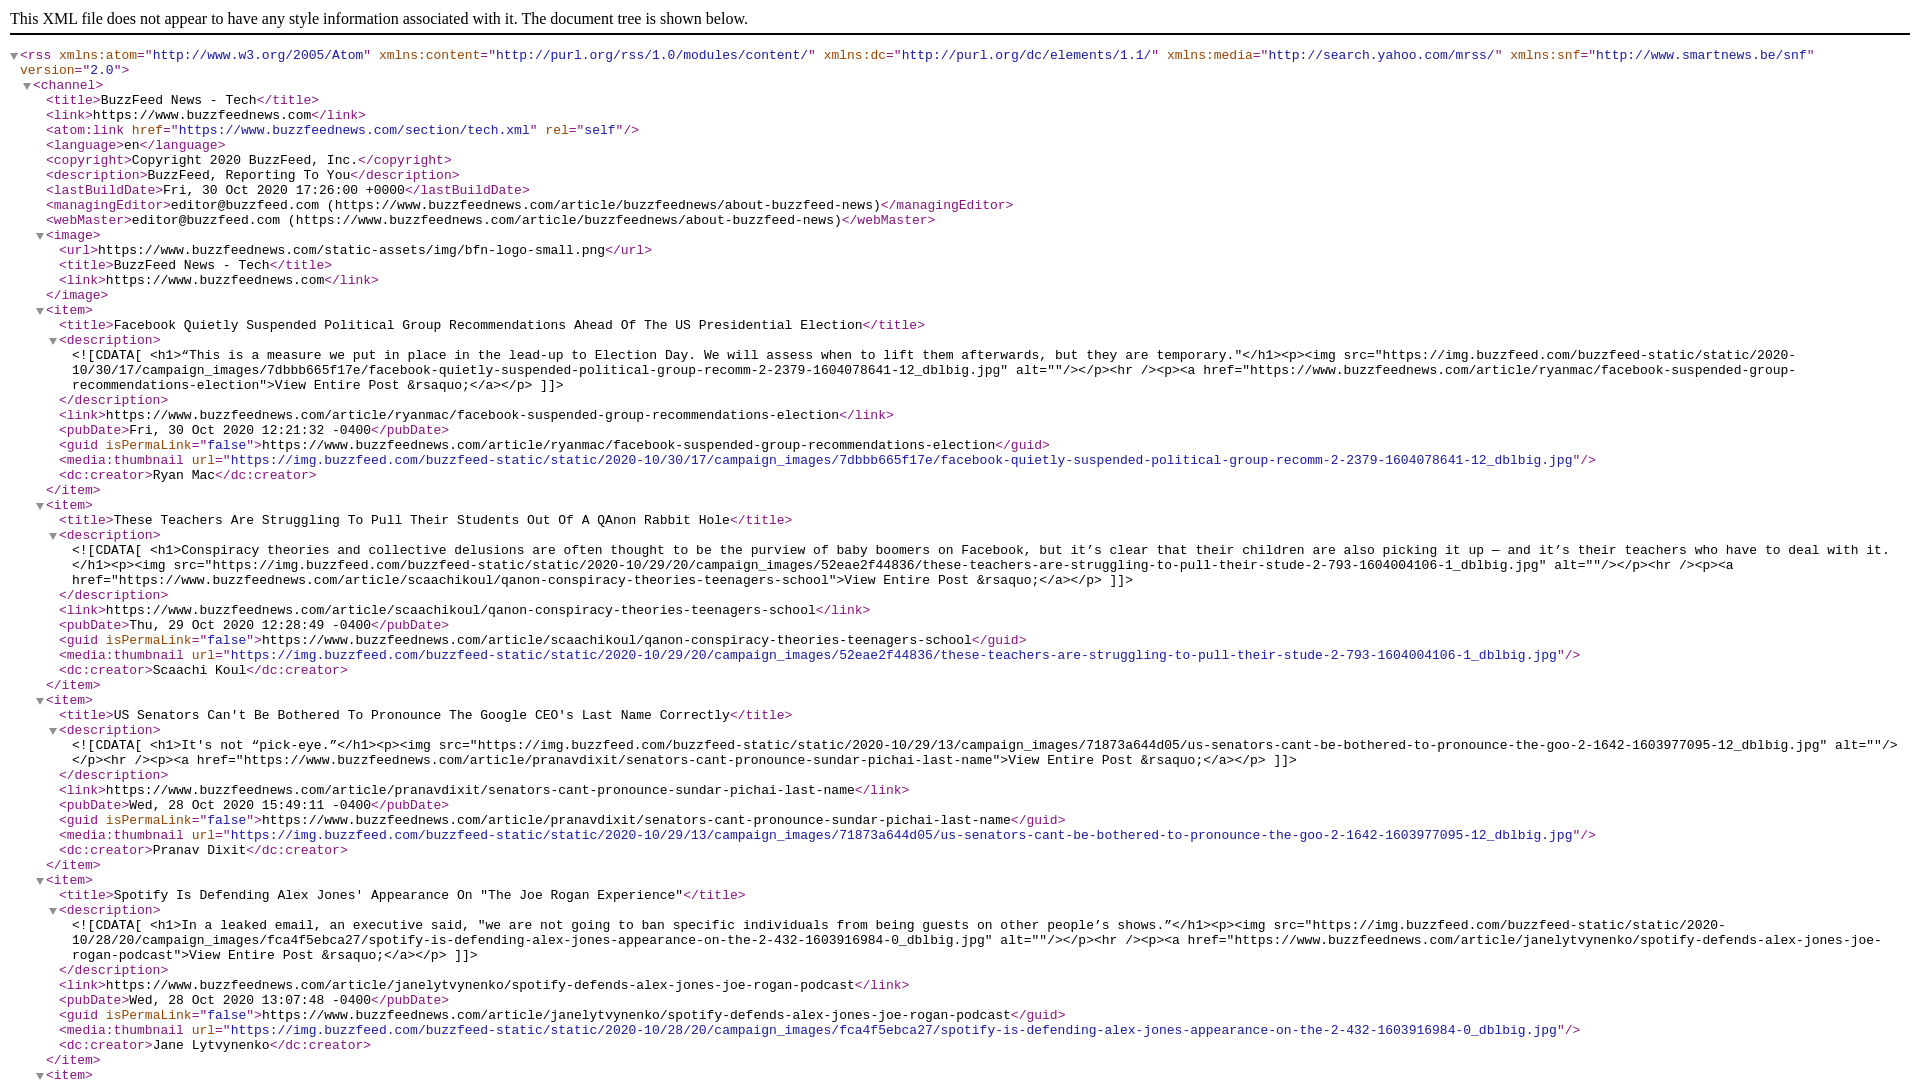 This XML file does not appear to have any style information associated with it. The document tree is shown below.
<rss xmlns:atom="http://www.w3.org/2005/Atom" xmlns:content="http://purl.org/rss/1.0/modules/content/" xmlns:dc="http://purl.org/dc/elements/1.1/" xmlns:media="http://search.yahoo.com/mrss/" xmlns:snf="http://www.smartnews.be/snf"
version="2.0">
<channel>
<title>BuzzFeed News - Tech</title>
<link>https://www.buzzfeednews.com</link>
<atom:link href="https://www.buzzfeednews.com/section/tech.xml" rel="self"/>
<language>en</language>
<copyright>Copyright 2020 BuzzFeed, Inc.</copyright>
<description>BuzzFeed, Reporting To You</description>
<lastBuildDate>Fri, 30 Oct 2020 17:26:00 +0000</lastBuildDate>
<managingEditor>editor@buzzfeed.com (https://www.buzzfeednews.com/article/buzzfeednews/about-buzzfeed-news)</managingEditor>
<webMaster>editor@buzzfeed.com (https://www.buzzfeednews.com/article/buzzfeednews/about-buzzfeed-news)</webMaster>
<image>
<url>https://www.buzzfeednews.com/static-assets/img/bfn-logo-small.png</url>
<title>BuzzFeed News - Tech</title>
<link>https://www.buzzfeednews.com</link>
</image>
<item>
<title>Facebook Quietly Suspended Political Group Recommendations Ahead Of The US Presidential Election</title>
<description>
<![CDATA[ <h1>“This is a measure we put in place in the lead-up to Election Day. We will assess when to lift them afterwards, but they are temporary."</h1><p><img src="https://img.buzzfeed.com/buzzfeed-static/static/2020-
10/30/17/campaign_images/7dbbb665f17e/facebook-quietly-suspended-political-group-recomm-2-2379-1604078641-12_dblbig.jpg" alt=""/></p><hr /><p><a href="https://www.buzzfeednews.com/article/ryanmac/facebook-suspended-group-
recommendations-election">View Entire Post &rsaquo;</a></p> ]]>
</description>
<link>https://www.buzzfeednews.com/article/ryanmac/facebook-suspended-group-recommendations-election</link>
<pubDate>Fri, 30 Oct 2020 12:21:32 -0400</pubDate>
<guid isPermaLink="false">https://www.buzzfeednews.com/article/ryanmac/facebook-suspended-group-recommendations-election</guid>
<media:thumbnail url="https://img.buzzfeed.com/buzzfeed-static/static/2020-10/30/17/campaign_images/7dbbb665f17e/facebook-quietly-suspended-political-group-recomm-2-2379-1604078641-12_dblbig.jpg"/>
<dc:creator>Ryan Mac</dc:creator>
</item>
<item>
<title>These Teachers Are Struggling To Pull Their Students Out Of A QAnon Rabbit Hole</title>
<description>
<![CDATA[ <h1>Conspiracy theories and collective delusions are often thought to be the purview of baby boomers on Facebook, but it’s clear that their children are also picking it up — and it’s their teachers who have to deal with it.
</h1><p><img src="https://img.buzzfeed.com/buzzfeed-static/static/2020-10/29/20/campaign_images/52eae2f44836/these-teachers-are-struggling-to-pull-their-stude-2-793-1604004106-1_dblbig.jpg" alt=""/></p><hr /><p><a
href="https://www.buzzfeednews.com/article/scaachikoul/qanon-conspiracy-theories-teenagers-school">View Entire Post &rsaquo;</a></p> ]]>
</description>
<link>https://www.buzzfeednews.com/article/scaachikoul/qanon-conspiracy-theories-teenagers-school</link>
<pubDate>Thu, 29 Oct 2020 12:28:49 -0400</pubDate>
<guid isPermaLink="false">https://www.buzzfeednews.com/article/scaachikoul/qanon-conspiracy-theories-teenagers-school</guid>
<media:thumbnail url="https://img.buzzfeed.com/buzzfeed-static/static/2020-10/29/20/campaign_images/52eae2f44836/these-teachers-are-struggling-to-pull-their-stude-2-793-1604004106-1_dblbig.jpg"/>
<dc:creator>Scaachi Koul</dc:creator>
</item>
<item>
<title>US Senators Can't Be Bothered To Pronounce The Google CEO's Last Name Correctly</title>
<description>
<![CDATA[ <h1>It's not “pick-eye.”</h1><p><img src="https://img.buzzfeed.com/buzzfeed-static/static/2020-10/29/13/campaign_images/71873a644d05/us-senators-cant-be-bothered-to-pronounce-the-goo-2-1642-1603977095-12_dblbig.jpg" alt=""/>
</p><hr /><p><a href="https://www.buzzfeednews.com/article/pranavdixit/senators-cant-pronounce-sundar-pichai-last-name">View Entire Post &rsaquo;</a></p> ]]>
</description>
<link>https://www.buzzfeednews.com/article/pranavdixit/senators-cant-pronounce-sundar-pichai-last-name</link>
<pubDate>Wed, 28 Oct 2020 15:49:11 -0400</pubDate>
<guid isPermaLink="false">https://www.buzzfeednews.com/article/pranavdixit/senators-cant-pronounce-sundar-pichai-last-name</guid>
<media:thumbnail url="https://img.buzzfeed.com/buzzfeed-static/static/2020-10/29/13/campaign_images/71873a644d05/us-senators-cant-be-bothered-to-pronounce-the-goo-2-1642-1603977095-12_dblbig.jpg"/>
<dc:creator>Pranav Dixit</dc:creator>
</item>
<item>
<title>Spotify Is Defending Alex Jones' Appearance On "The Joe Rogan Experience"</title>
<description>
<![CDATA[ <h1>In a leaked email, an executive said, "we are not going to ban specific individuals from being guests on other people’s shows.”</h1><p><img src="https://img.buzzfeed.com/buzzfeed-static/static/2020-
10/28/20/campaign_images/fca4f5ebca27/spotify-is-defending-alex-jones-appearance-on-the-2-432-1603916984-0_dblbig.jpg" alt=""/></p><hr /><p><a href="https://www.buzzfeednews.com/article/janelytvynenko/spotify-defends-alex-jones-joe-
rogan-podcast">View Entire Post &rsaquo;</a></p> ]]>
</description>
<link>https://www.buzzfeednews.com/article/janelytvynenko/spotify-defends-alex-jones-joe-rogan-podcast</link>
<pubDate>Wed, 28 Oct 2020 13:07:48 -0400</pubDate>
<guid isPermaLink="false">https://www.buzzfeednews.com/article/janelytvynenko/spotify-defends-alex-jones-joe-rogan-podcast</guid>
<media:thumbnail url="https://img.buzzfeed.com/buzzfeed-static/static/2020-10/28/20/campaign_images/fca4f5ebca27/spotify-is-defending-alex-jones-appearance-on-the-2-432-1603916984-0_dblbig.jpg"/>
<dc:creator>Jane Lytvynenko</dc:creator>
</item>
<item>